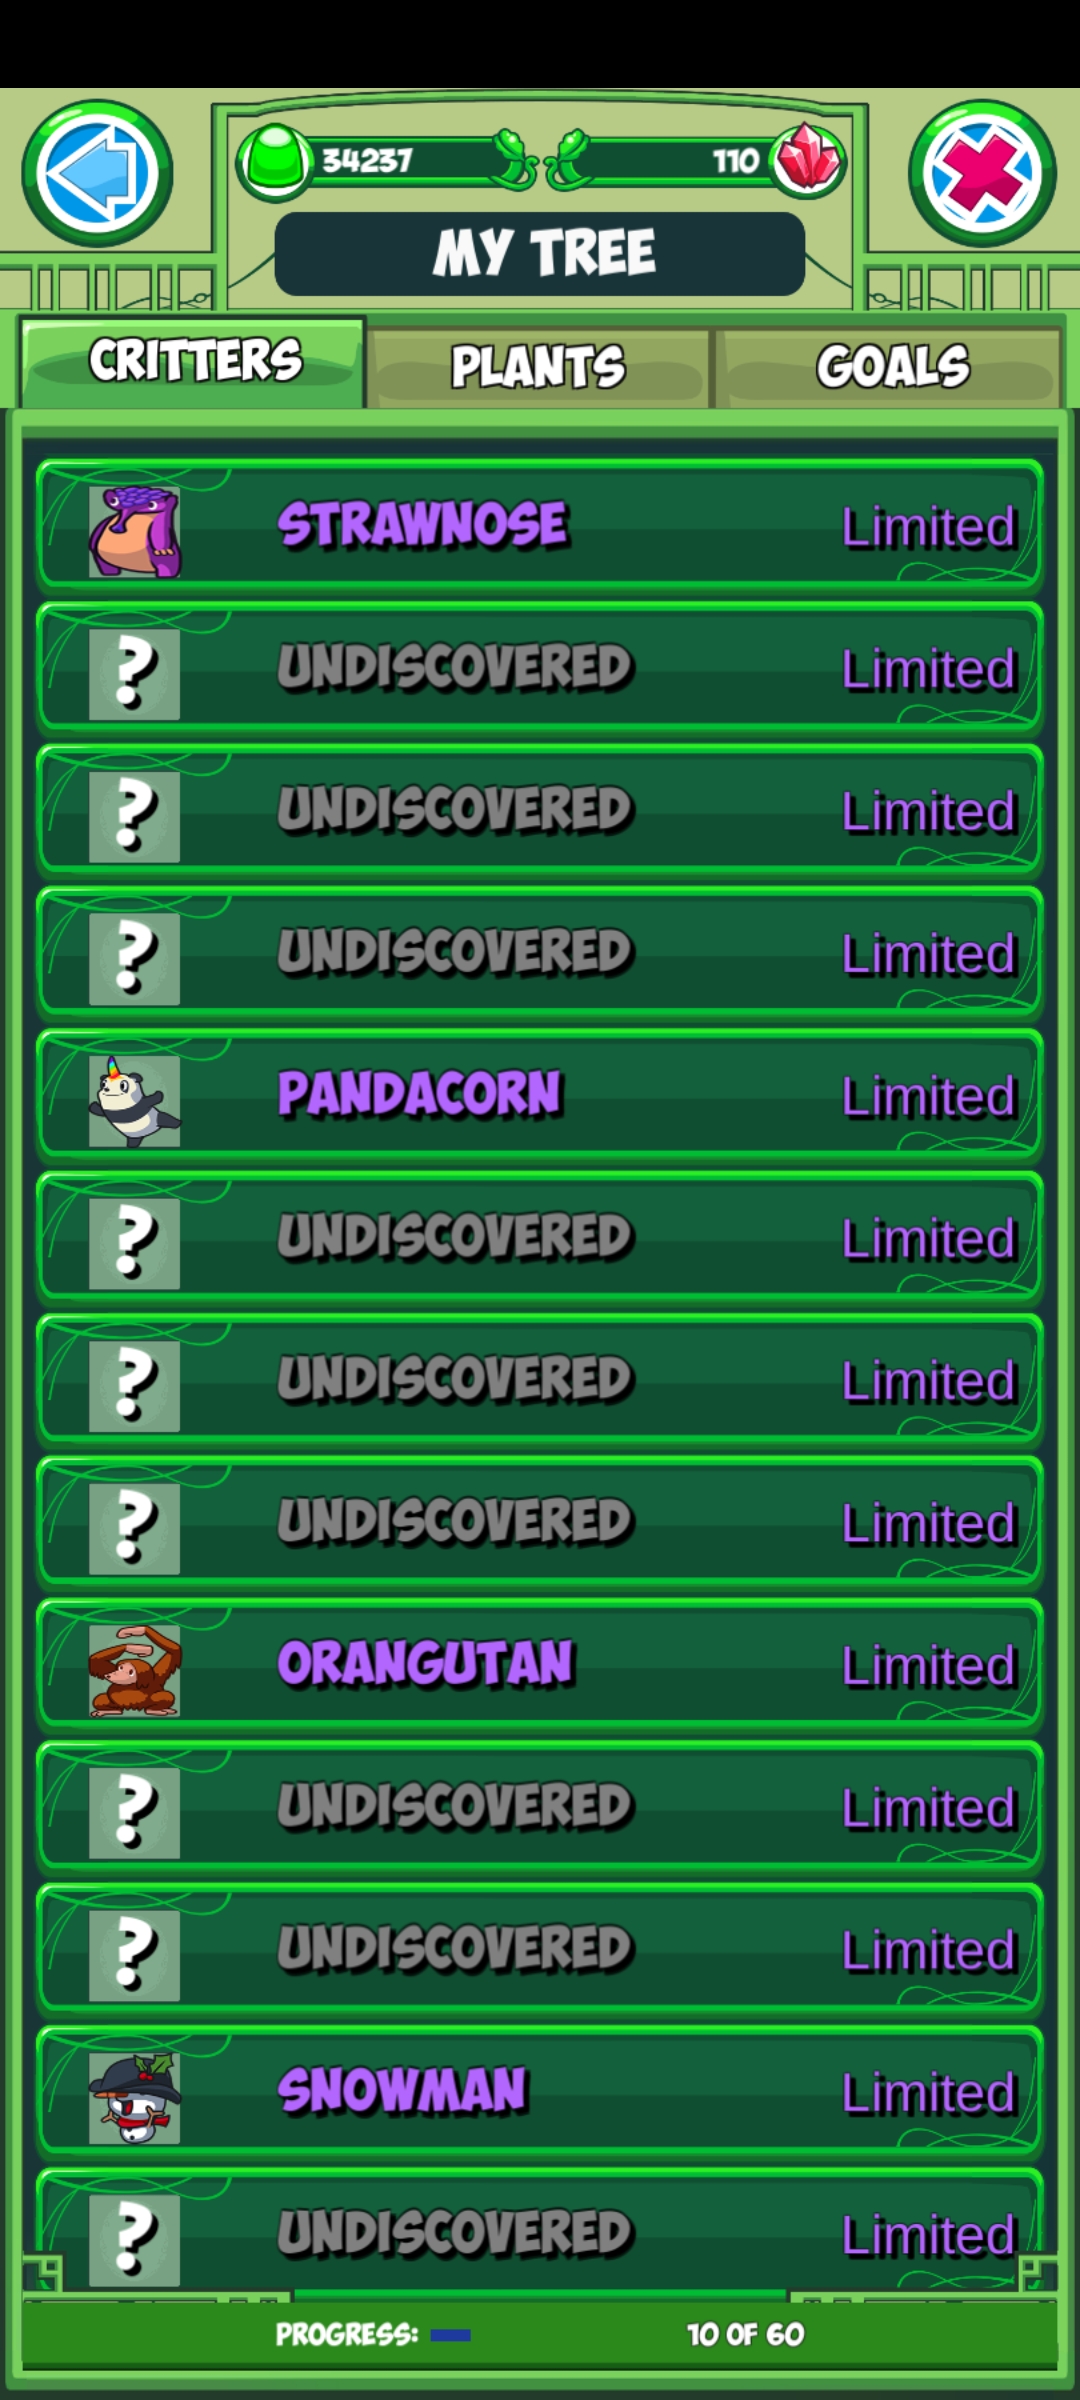 34237
110
MY TREE
CRITTERS
PLANTS
GOALS
STRAWNOSE Limited
? UNDISCOVERED Limited
? UNDISCOVERED Limited
? UNDISCOVERED Limited
PANDACORN Limited
? UNDISCOVERED Limited
? UNDISCOVERED Limited
? UNDISCOVERED Limited
ORANGUTAN Limited
? UNDISCOVERED Limited
? UNDISCOVERED Limited
SNOWMAN Limited
? UNDISCOVERED Limited
PROGRESS: 10 OF 60